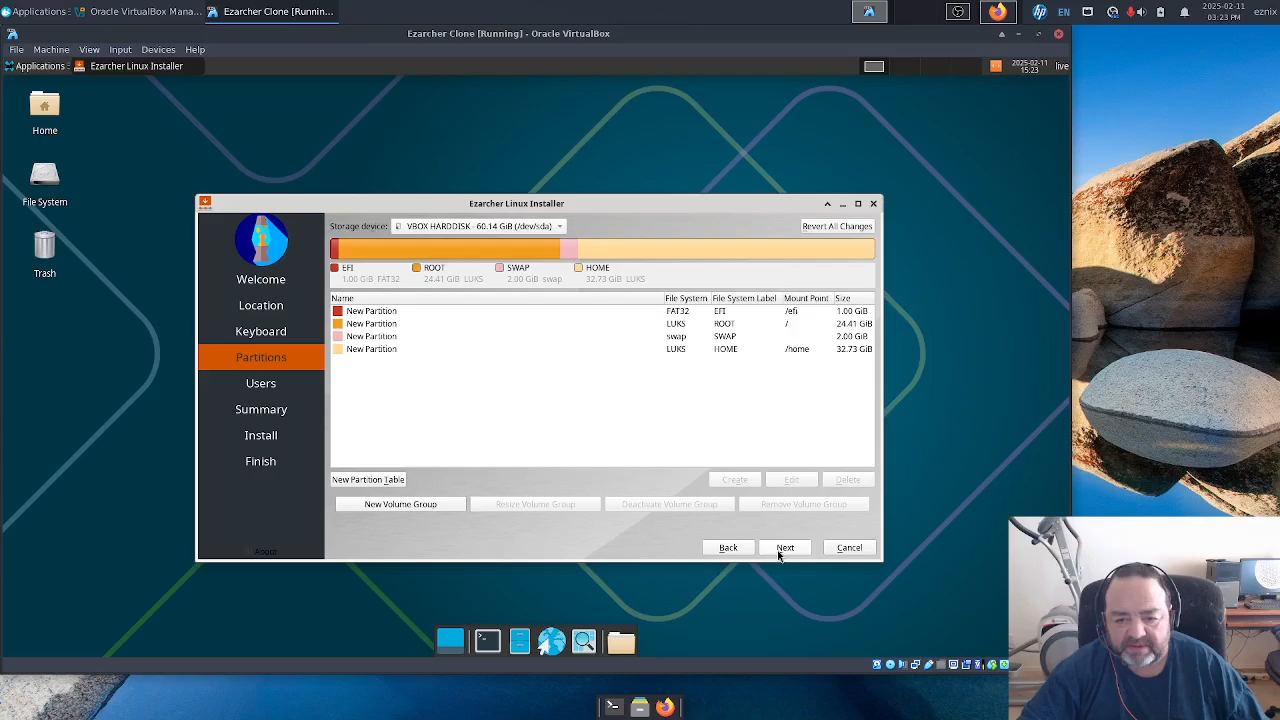 Oracle VirtualBox Mana...
Ezarcher Clone [Runnin...
EN
2025-02-11
03:23 PM
eznix
Ezarcher Clone [Running] - Oracle VirtualBox
File Machine View Input Devices Help
Applications
Ezarcher Linux Installer
2025-02-11
15:23
live
Home
File System
Trash
Ezarcher Linux Installer
Welcome
Location
Keyboard
Partitions
Users
Summary
Install
Finish
About
Storage device: VBOX HARDDISK - 60.14 GiB (/dev/sda)
Revert All Changes
EFI ROOT SWAP HOME
1.00 GiB FAT32 24.41 GiB LUKS 2.00 GiB swap 32.73 GiB LUKS
Name File System File System Label Mount Point Size
New Partition FAT32 EFI /efi 1.00 GiB
New Partition LUKS ROOT / 24.41 GiB
New Partition swap SWAP 2.00 GiB
New Partition LUKS HOME /home 32.73 GiB
New Partition Table Create Edit Delete
New Volume Group Resize Volume Group Deactivate Volume Group Remove Volume Group
Back Next Cancel